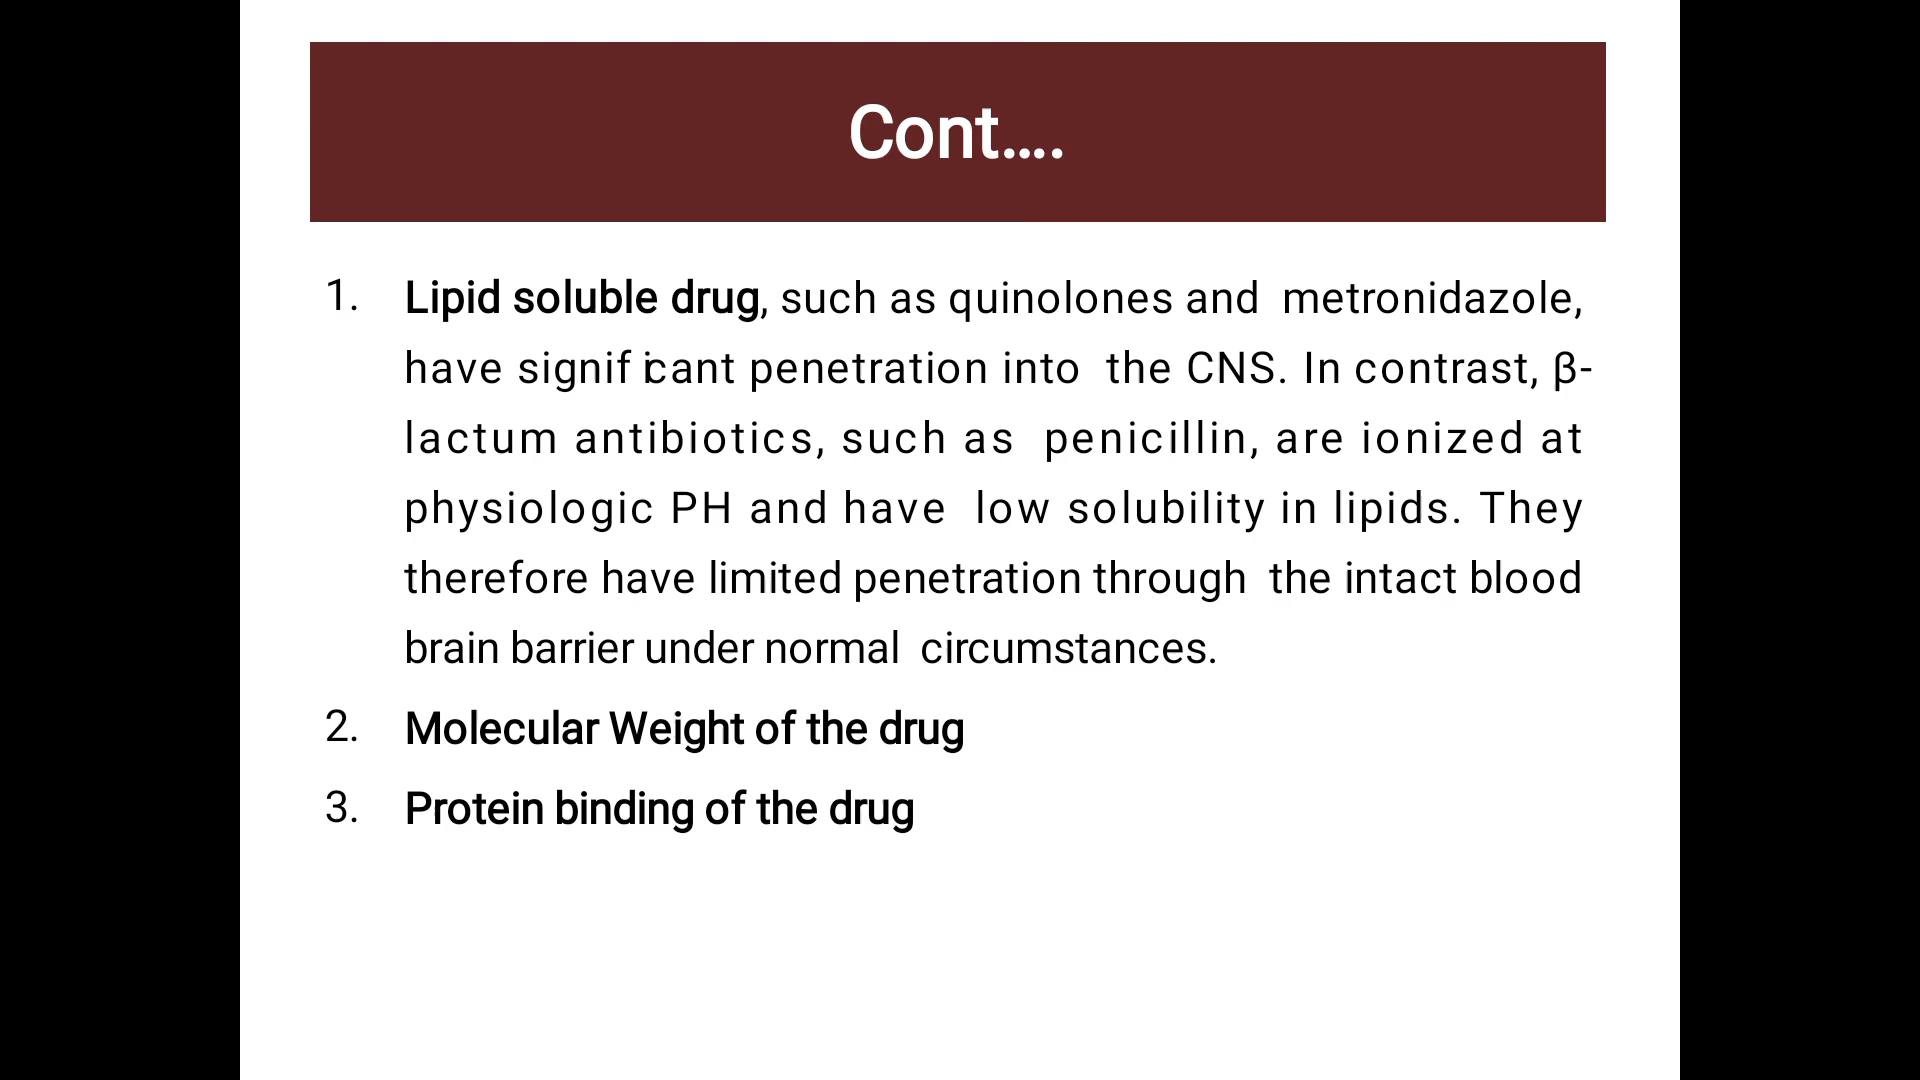 Cont….
1. Lipid soluble drug, such as quinolones and metronidazole,
have significant penetration into the CNS. In contrast, β-
lactum antibiotics, such as penicillin, are ionized at
physiologic PH and have low solubility in lipids. They
therefore have limited penetration through the intact blood
brain barrier under normal circumstances.
2. Molecular Weight of the drug
3. Protein binding of the drug